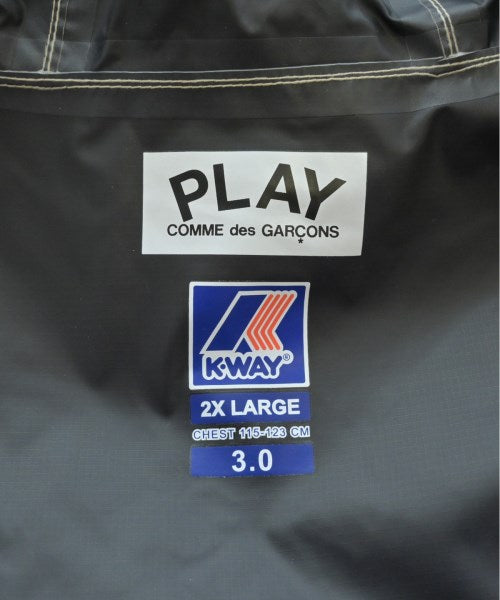 PLAY
COMME des GARÇONS
K-WAY®
2X LARGE
CHEST 115-123 CM
3.0